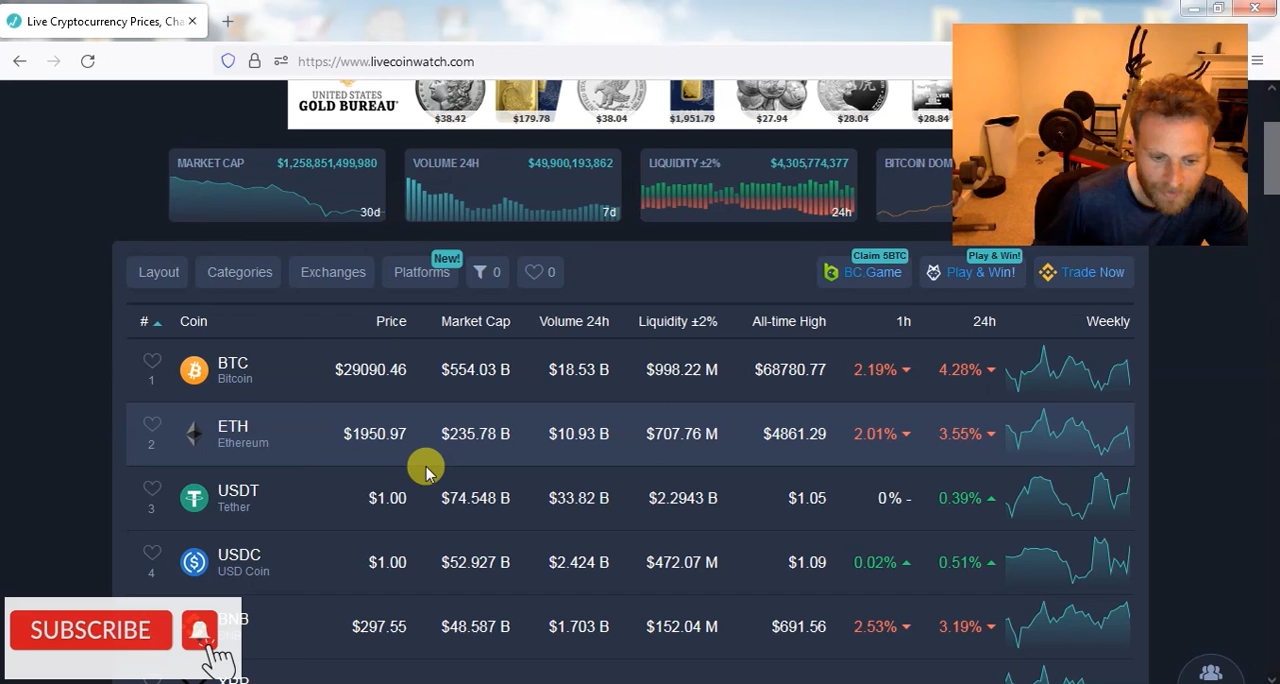 Live Cryptocurrency Prices, Cha
https://www.livecoinwatch.com
UNITED STATES
GOLD BUREAU
$38.42
$179.78
$38.04
$1,951.79
$27.94
$28.04
$28.84
MARKET CAP $1,258,851,499,980
30d
VOLUME 24H $49,900,193,862
7d
LIQUIDITY ±2% $4,305,774,377
24h
BITCOIN DOM
New!
Claim 5BTC
Play & Win!
Layout Categories Exchanges Platforms 0 0 BC.Game Play & Win! Trade Now
# Coin Price Market Cap Volume 24h Liquidity ±2% All-time High 1h 24h Weekly
1 BTC Bitcoin $29090.46 $554.03 B $18.53 B $998.22 M $68780.77 2.19% 4.28%
2 ETH Ethereum $1950.97 $235.78 B $10.93 B $707.76 M $4861.29 2.01% 3.55%
3 USDT Tether $1.00 $74.548 B $33.82 B $2.2943 B $1.05 0% - 0.39%
4 USDC USD Coin $1.00 $52.927 B $2.424 B $472.07 M $1.09 0.02% 0.51%
BNB $297.55 $48.587 B $1.703 B $152.04 M $691.56 2.53% 3.19%
XRP
SUBSCRIBE